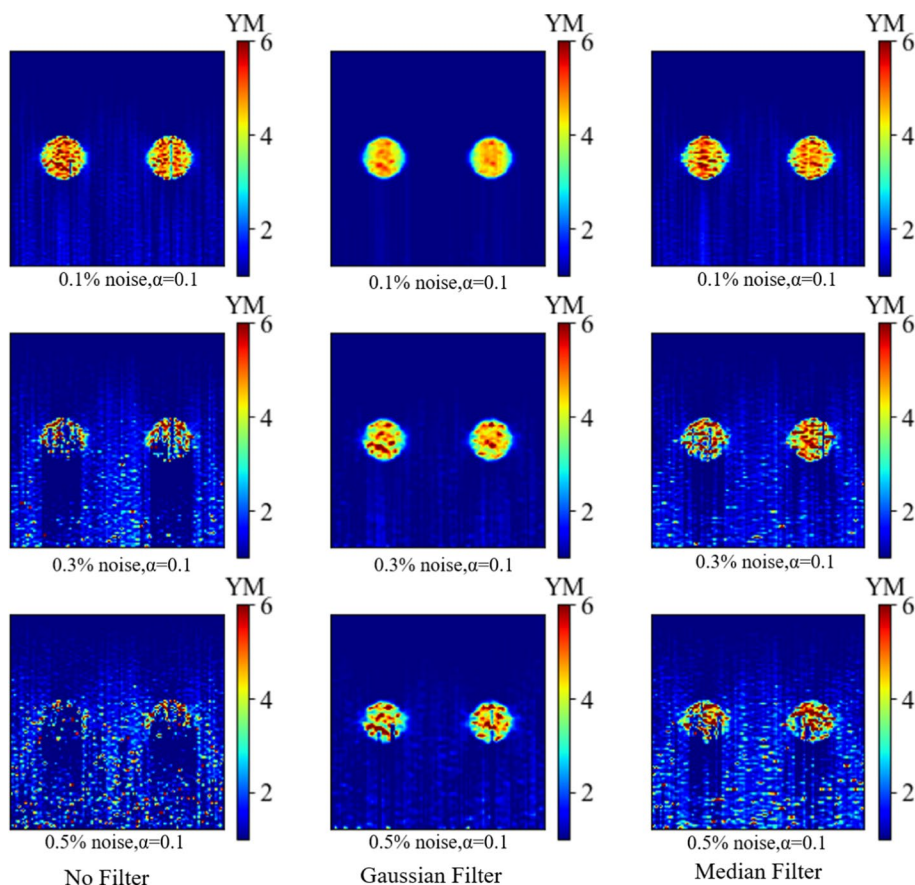 YM YM YM
6 6 6
4 4 4
2 2 2
0.1% noise,α=0.1 0.1% noise,α=0.1 0.1% noise,α=0.1
YM YM YM
6 6 6
4 4 4
2 2 2
0.3% noise,α=0.1 0.3% noise,α=0.1 0.3% noise,α=0.1
YM YM YM
6 6 6
4 4 4
2 2 2
0.5% noise,α=0.1 0.5% noise,α=0.1 0.5% noise,α=0.1
No Filter Gaussian Filter Median Filter